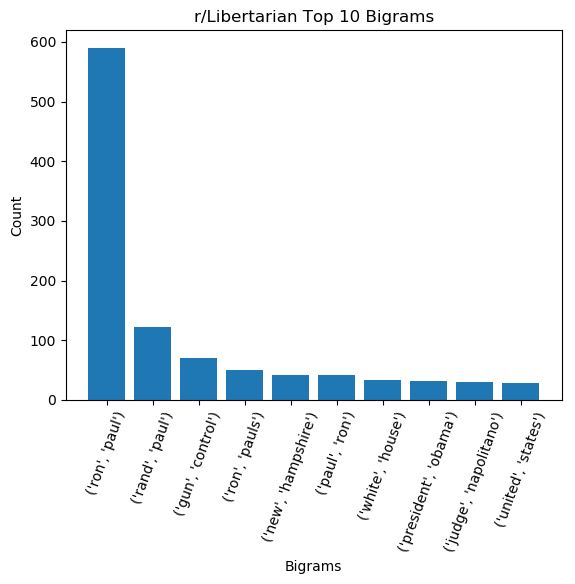 r/Libertarian Top 10 Bigrams
600
500
400
300
200
100
0
Count
('ron', 'paul')
('rand', 'paul')
('gun', 'control')
('ron', 'pauls')
('new', 'hampshire')
('paul', 'ron')
('white', 'house')
('president', 'obama')
('judge', 'napolitano')
('united', 'states')
Bigrams